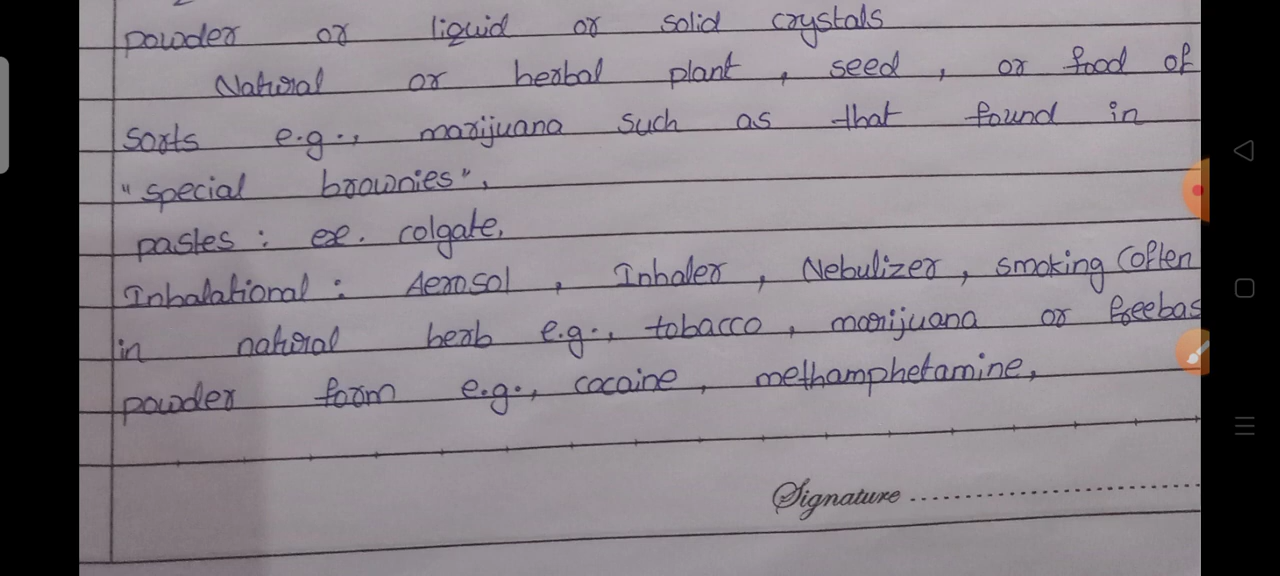 powder or liquid or solid crystals
Natural or herbal plant, seed, or food of
sorts e.g., marijuana such as that found in
"special brownies".
pastes : ex. colgate.
Inhalational : Aerosol, Inhaler, Nebulizer, smoking (often
in natural herb e.g., tobacco, marijuana or freebas
powder form e.g., cocaine, methamphetamine,
Signature ..............................